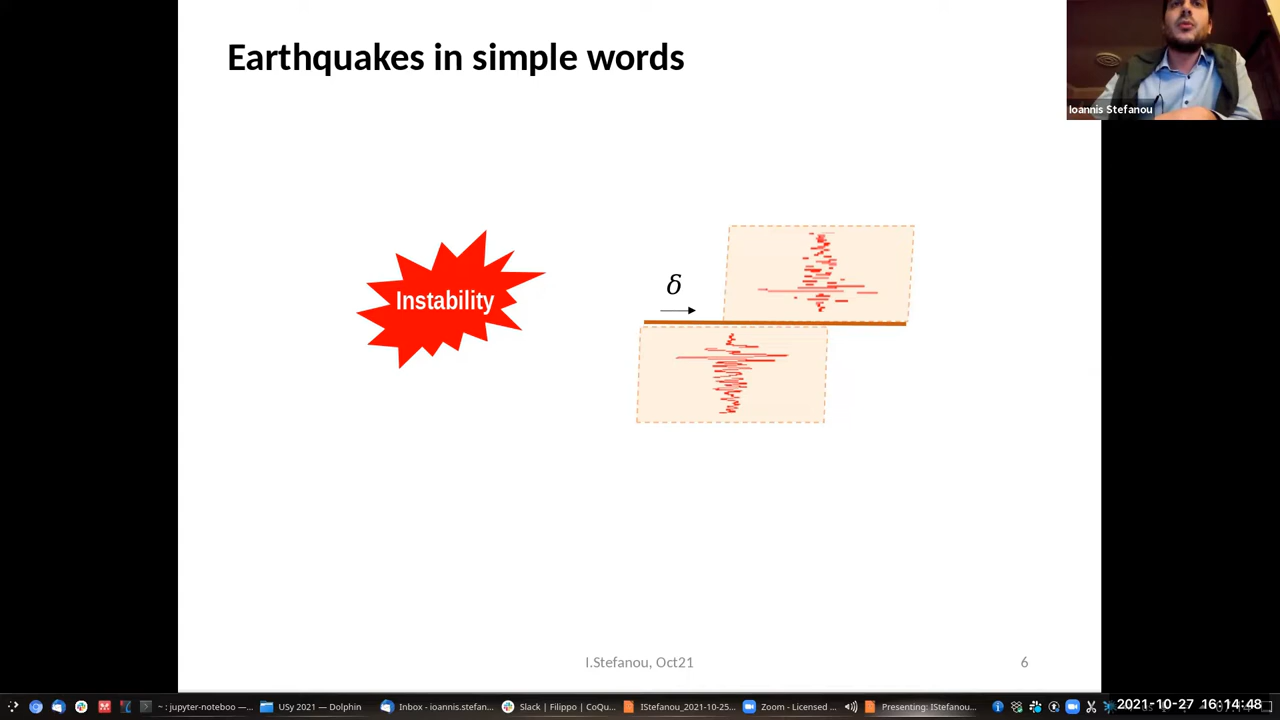 Earthquakes in simple words
Ioannis Stefanou
δ
Instability
I.Stefanou, Oct21
6
~ : jupyter-noteboo — ...
USy 2021 — Dolphin
Inbox - ioannis.stefan...
Slack | Filippo | CoQu...
IStefanou_2021-10-25...
Zoom - Licensed ...
Presenting: IStefanou...
2021-10-27 16:14:48